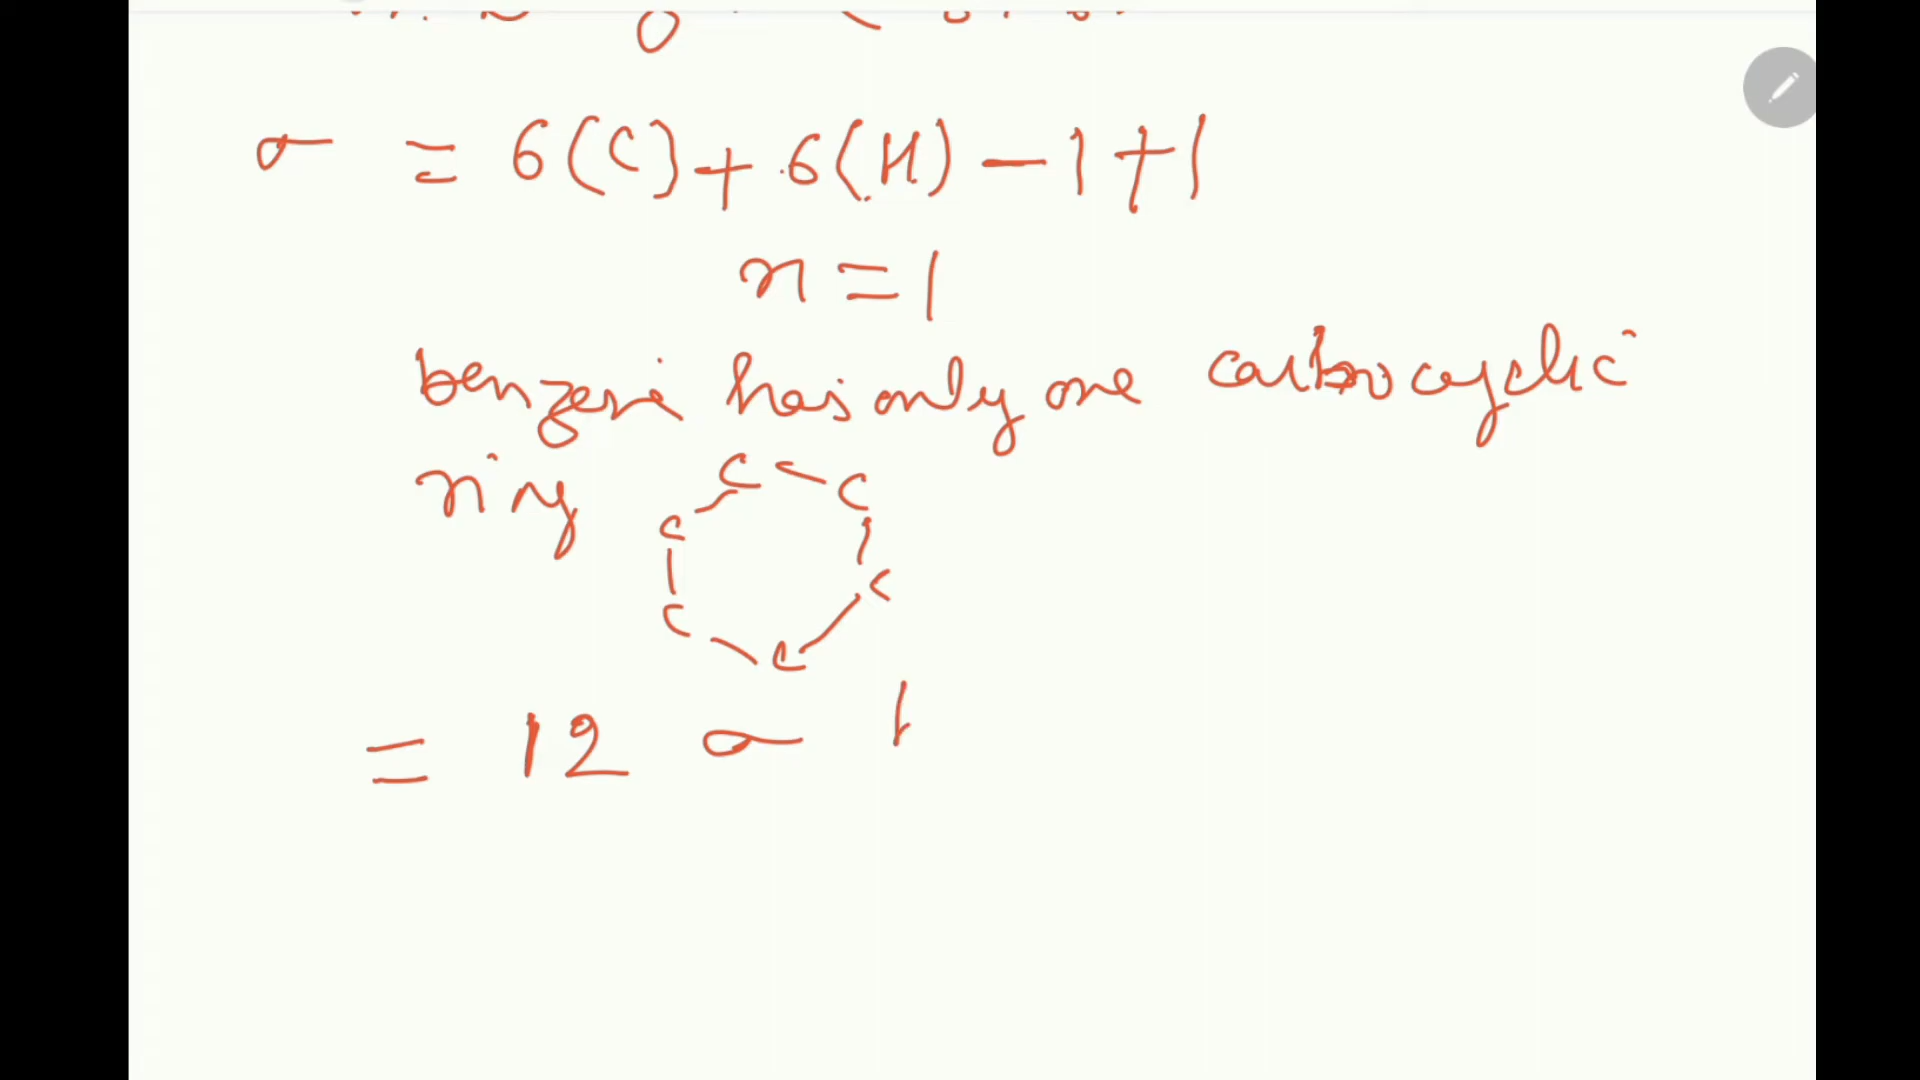 σ = 6(C) + 6(H) - 1 + 1
n = 1
benzene has only one carbocyclic
ring
C C
C
C
C
C
= 12 σ